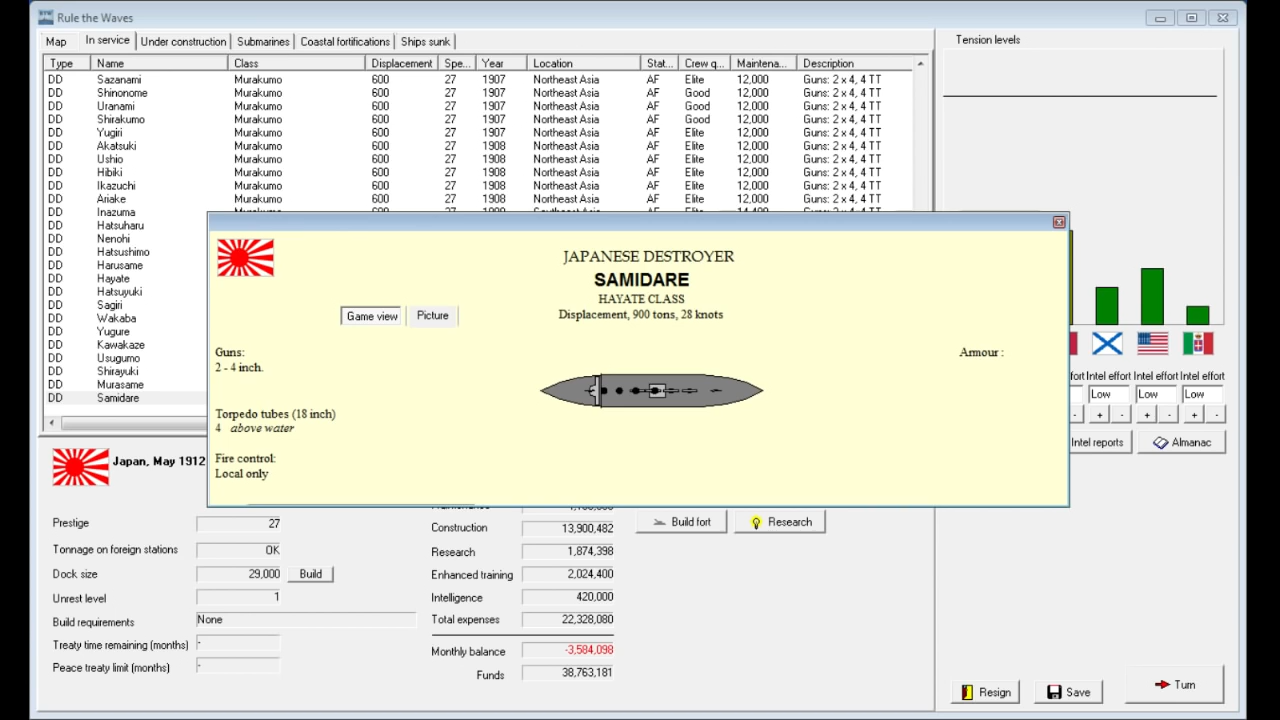 Rule the Waves
Map In service Under construction Submarines Coastal fortifications Ships sunk
Tension levels
Type Name Class Displacement Spe... Year Location Stat... Crew q... Maintena... Description
DD Sazanami Murakumo 600 27 1907 Northeast Asia AF Elite 12,000 Guns: 2 x 4, 4 TT
DD Shinonome Murakumo 600 27 1907 Northeast Asia AF Good 12,000 Guns: 2 x 4, 4 TT
DD Uranami Murakumo 600 27 1907 Northeast Asia AF Good 12,000 Guns: 2 x 4, 4 TT
DD Shirakumo Murakumo 600 27 1907 Northeast Asia AF Good 12,000 Guns: 2 x 4, 4 TT
DD Yugiri Murakumo 600 27 1907 Northeast Asia AF Elite 12,000 Guns: 2 x 4, 4 TT
DD Akatsuki Murakumo 600 27 1908 Northeast Asia AF Elite 12,000 Guns: 2 x 4, 4 TT
DD Ushio Murakumo 600 27 1908 Northeast Asia AF Elite 12,000 Guns: 2 x 4, 4 TT
DD Hibiki Murakumo 600 27 1908 Northeast Asia AF Elite 12,000 Guns: 2 x 4, 4 TT
DD Ikazuchi Murakumo 600 27 1908 Northeast Asia AF Elite 12,000 Guns: 2 x 4, 4 TT
DD Ariake Murakumo 600 27 1908 Northeast Asia AF Elite 12,000 Guns: 2 x 4, 4 TT
DD Inazuma
DD Hatsuharu
DD Nenohi
DD Hatsushimo
DD Harusame
DD Hayate
DD Hatsuyuki
DD Sagiri
DD Wakaba
DD Yugure
DD Kawakaze
DD Usugumo
DD Shirayuki
DD Murasame
DD Samidare
JAPANESE DESTROYER
SAMIDARE
HAYATE CLASS
Displacement, 900 tons, 28 knots
Game view Picture
Guns:
2 - 4 inch.
Armour :
Torpedo tubes (18 inch)
4 above water
Fire control:
Local only
Intel effort Intel effort Intel effort
Low Low Low
+ - + - + -
Intel reports Almanac
Japan, May 1912
Prestige 27
Tonnage on foreign stations OK
Dock size 29,000 Build
Unrest level 1
Build requirements None
Treaty time remaining (months) -
Peace treaty limit (months) -
Construction 13,900,482
Research 1,874,398
Enhanced training 2,024,400
Intelligence 420,000
Total expenses 22,328,080
Monthly balance -3,584,098
Funds 38,763,181
Build fort Research
Resign Save Turn